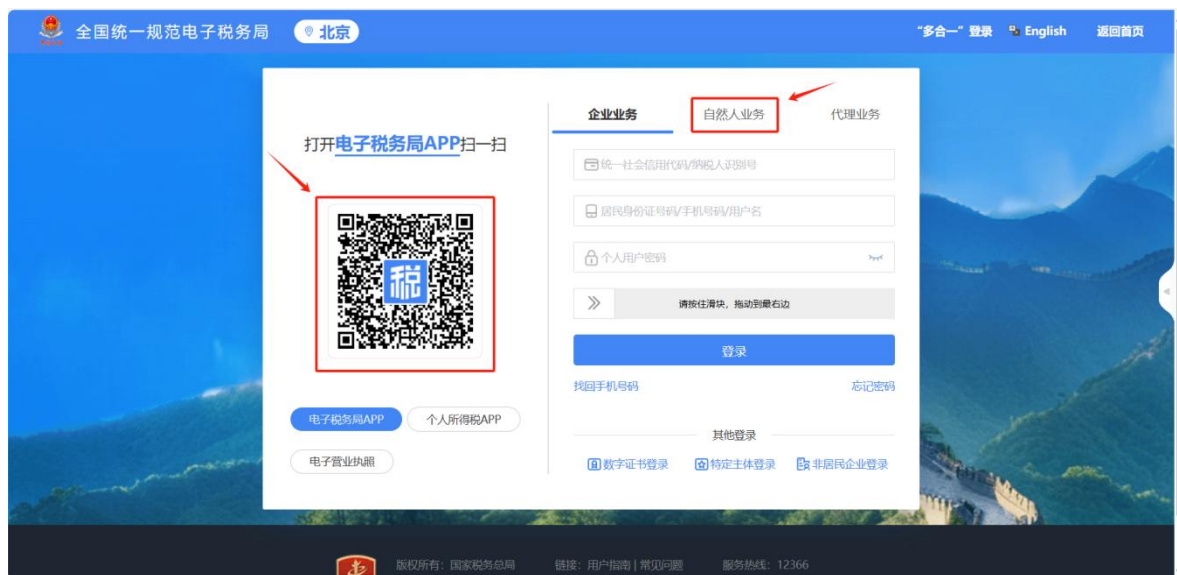 全国统一规范电子税务局 北京 “多合一”登录 English 返回首页
企业业务 自然人业务 代理业务
打开电子税务局APP扫一扫
统一社会信用代码/纳税人识别号
居民身份证号码/手机号码/用户名
个人用户密码
税
请按住滑块，拖动到最右边
登录
找回手机号码 忘记密码
电子税务局APP 个人所得税APP
其他登录
电子营业执照
数字证书登录 特定主体登录 非居民企业登录
版权所有：国家税务总局 链接：用户指南|常见问题 服务热线：12366